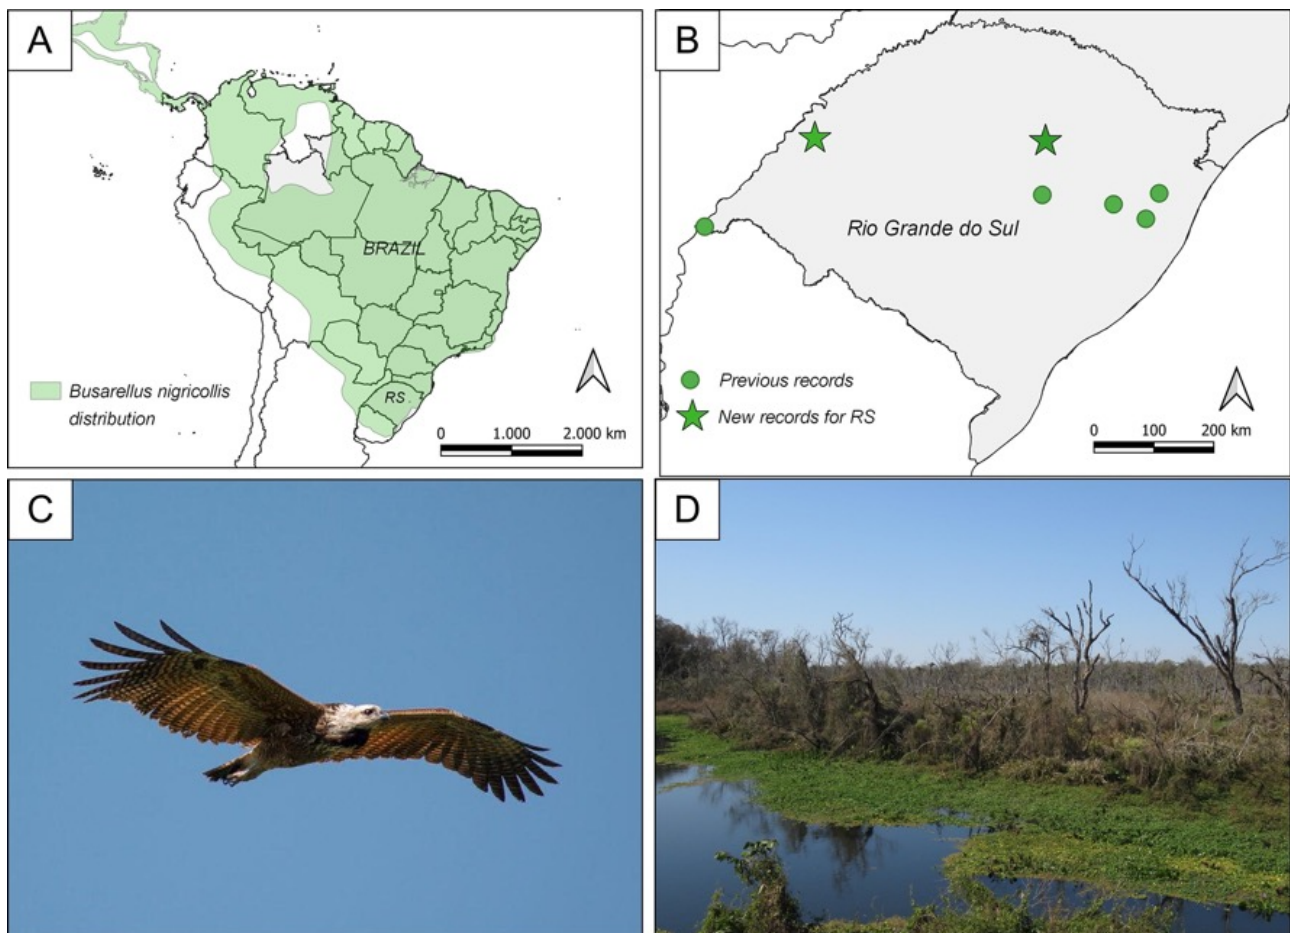 A
BRAZIL
RS
Busarellus nigricollis
distribution
0 1.000 2.000 km
B
Rio Grande do Sul
Previous records
New records for RS
0 100 200 km
C
D